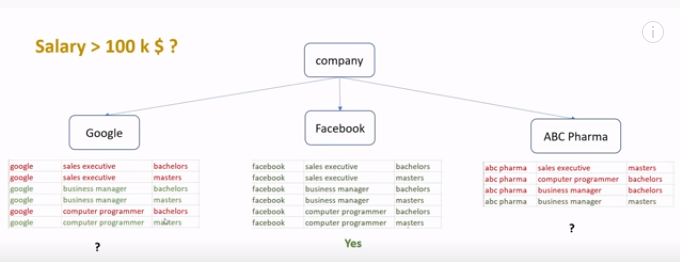 Salary > 100 k $ ?
company
Google
Facebook
ABC Pharma
google sales executive bachelors
google sales executive masters
google business manager bachelors
google business manager masters
google computer programmer bachelors
google computer programmer masters
?
facebook sales executive bachelors
facebook sales executive masters
facebook business manager bachelors
facebook business manager masters
facebook computer programmer bachelors
facebook computer programmer masters
Yes
abc pharma sales executive masters
abc pharma computer programmer bachelors
abc pharma business manager bachelors
abc pharma business manager masters
?